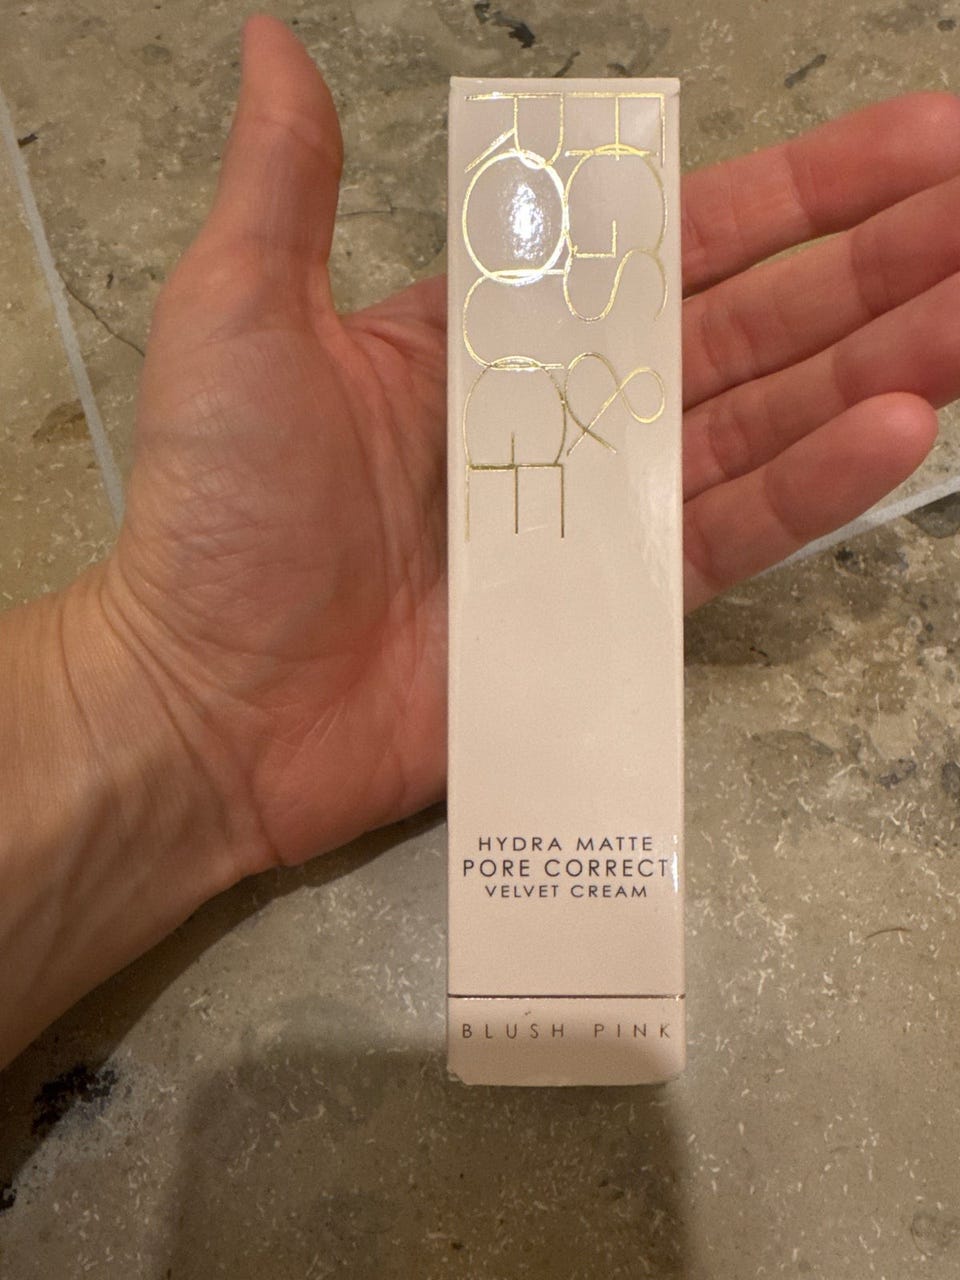 FIGS &
ROUGE
HYDRA MATTE
PORE CORRECT
VELVET CREAM
BLUSH PINK